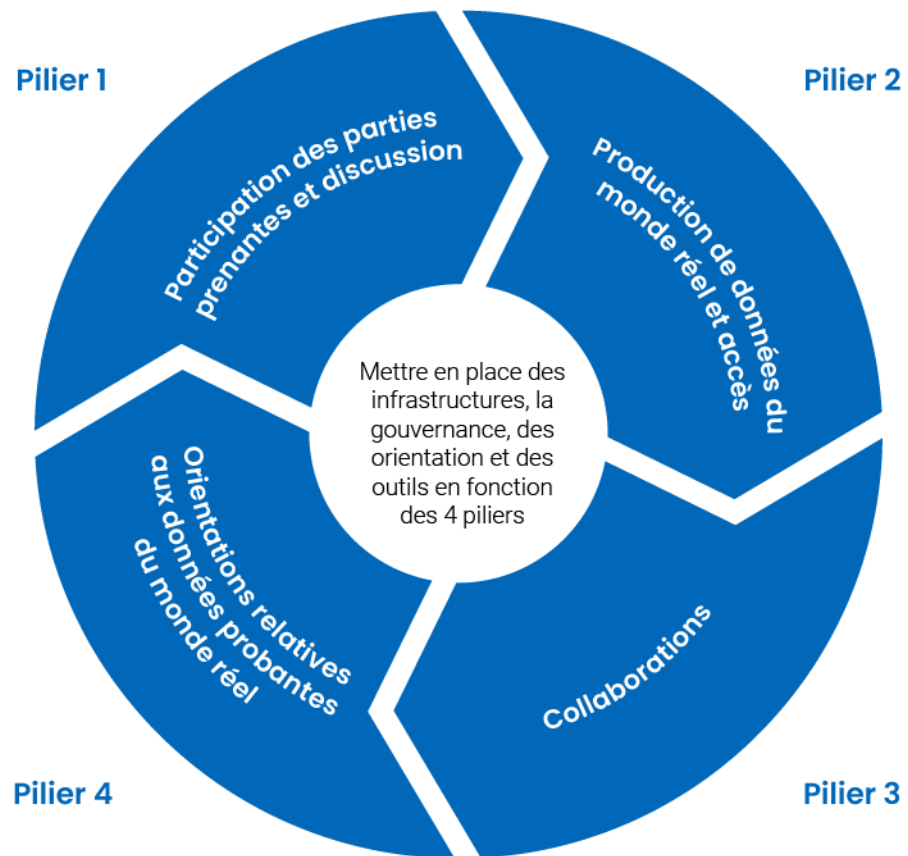 Pilier 1
Participation des parties
prenantes et discussion
Pilier 2
Production de données du
monde réel et accès
Mettre en place des
infrastructures, la
gouvernance, des
orientation et des
outils en fonction
des 4 piliers
Collaborations
Pilier 3
Orientations relatives
aux données probantes
du monde réel
Pilier 4